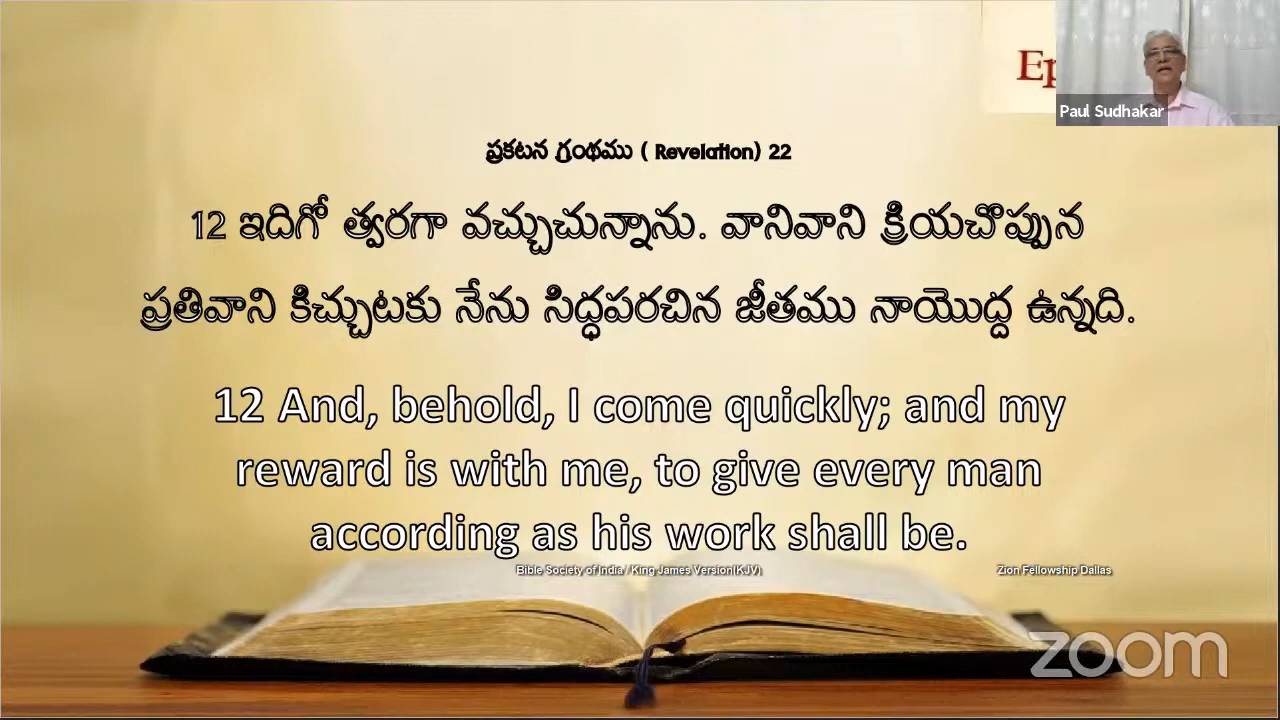 Ep
Paul Sudhakar
ప్రకటన గ్రంథము ( Revelation) 22
12 ఇదిగో త్వరగా వచ్చుచున్నాను. వానివాని క్రియచొప్పున
ప్రతివాని కిచ్చుటకు నేను సిద్ధపరచిన జీతము నాయొద్ద ఉన్నది.
12 And, behold, I come quickly; and my
reward is with me, to give every man
according as his work shall be.
Bible Society of India / King James Version(KJV)
Zion Fellowship Dallas
zoom